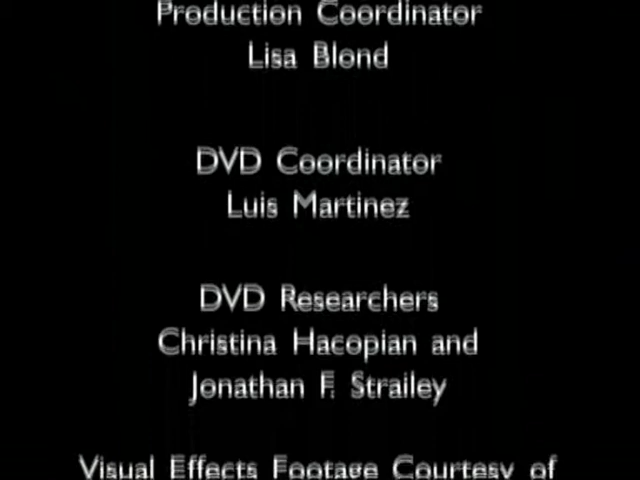 Production Coordinator
Lisa Blond
DVD Coordinator
Luis Martinez
DVD Researchers
Christina Hacopian and
Jonathan F. Strailey
Visual Effects Footage Courtesy of